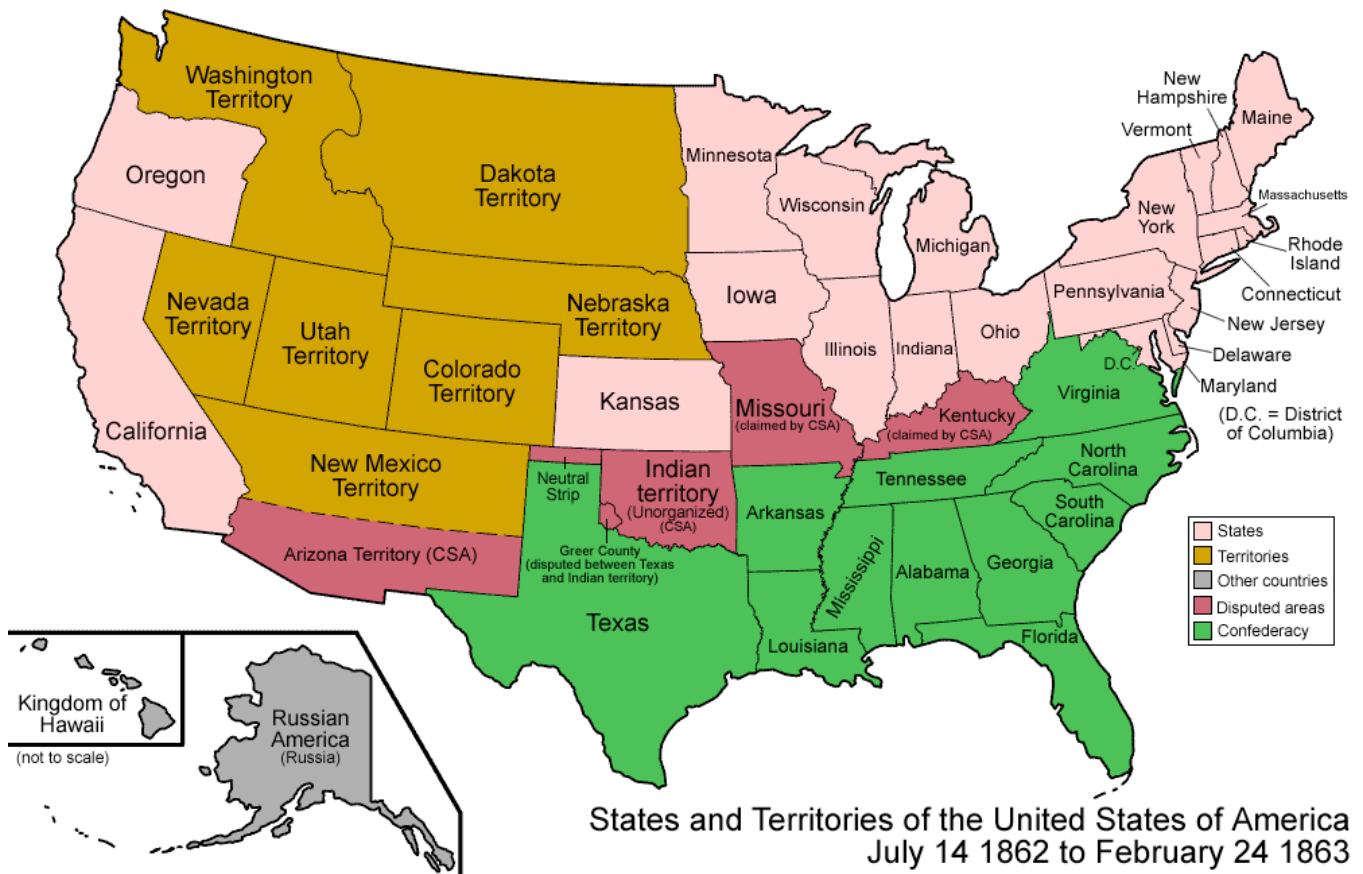 Washington
Territory
Oregon
Dakota
Territory
Minnesota
Wisconsin
Michigan
New
Hampshire
Vermont
Maine
Massachusetts
New
York
Rhode
Island
Connecticut
Pennsylvania
New Jersey
Delaware
Maryland
(D.C. = District
of Columbia)
D.C.
Nevada
Territory
Utah
Territory
Nebraska
Territory
Colorado
Territory
Iowa
Illinois
Indiana
Ohio
Virginia
California
Kansas
Missouri
(claimed by CSA)
Kentucky
(claimed by CSA)
New Mexico
Territory
Neutral
Strip
Indian
territory
(Unorganized)
(CSA)
Arkansas
Tennessee
North
Carolina
South
Carolina
Arizona Territory (CSA)
Greer County
(disputed between Texas
and Indian territory)
Mississippi
Alabama
Georgia
Texas
Louisiana
Florida
States
Territories
Other countries
Disputed areas
Confederacy
Kingdom of
Hawaii
(not to scale)
Russian
America
(Russia)
States and Territories of the United States of America
July 14 1862 to February 24 1863